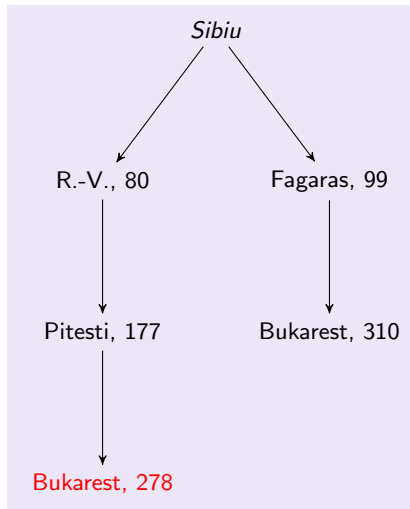 Sibiu
R.-V., 80
Fagaras, 99
Pitesti, 177
Bukarest, 310
Bukarest, 278